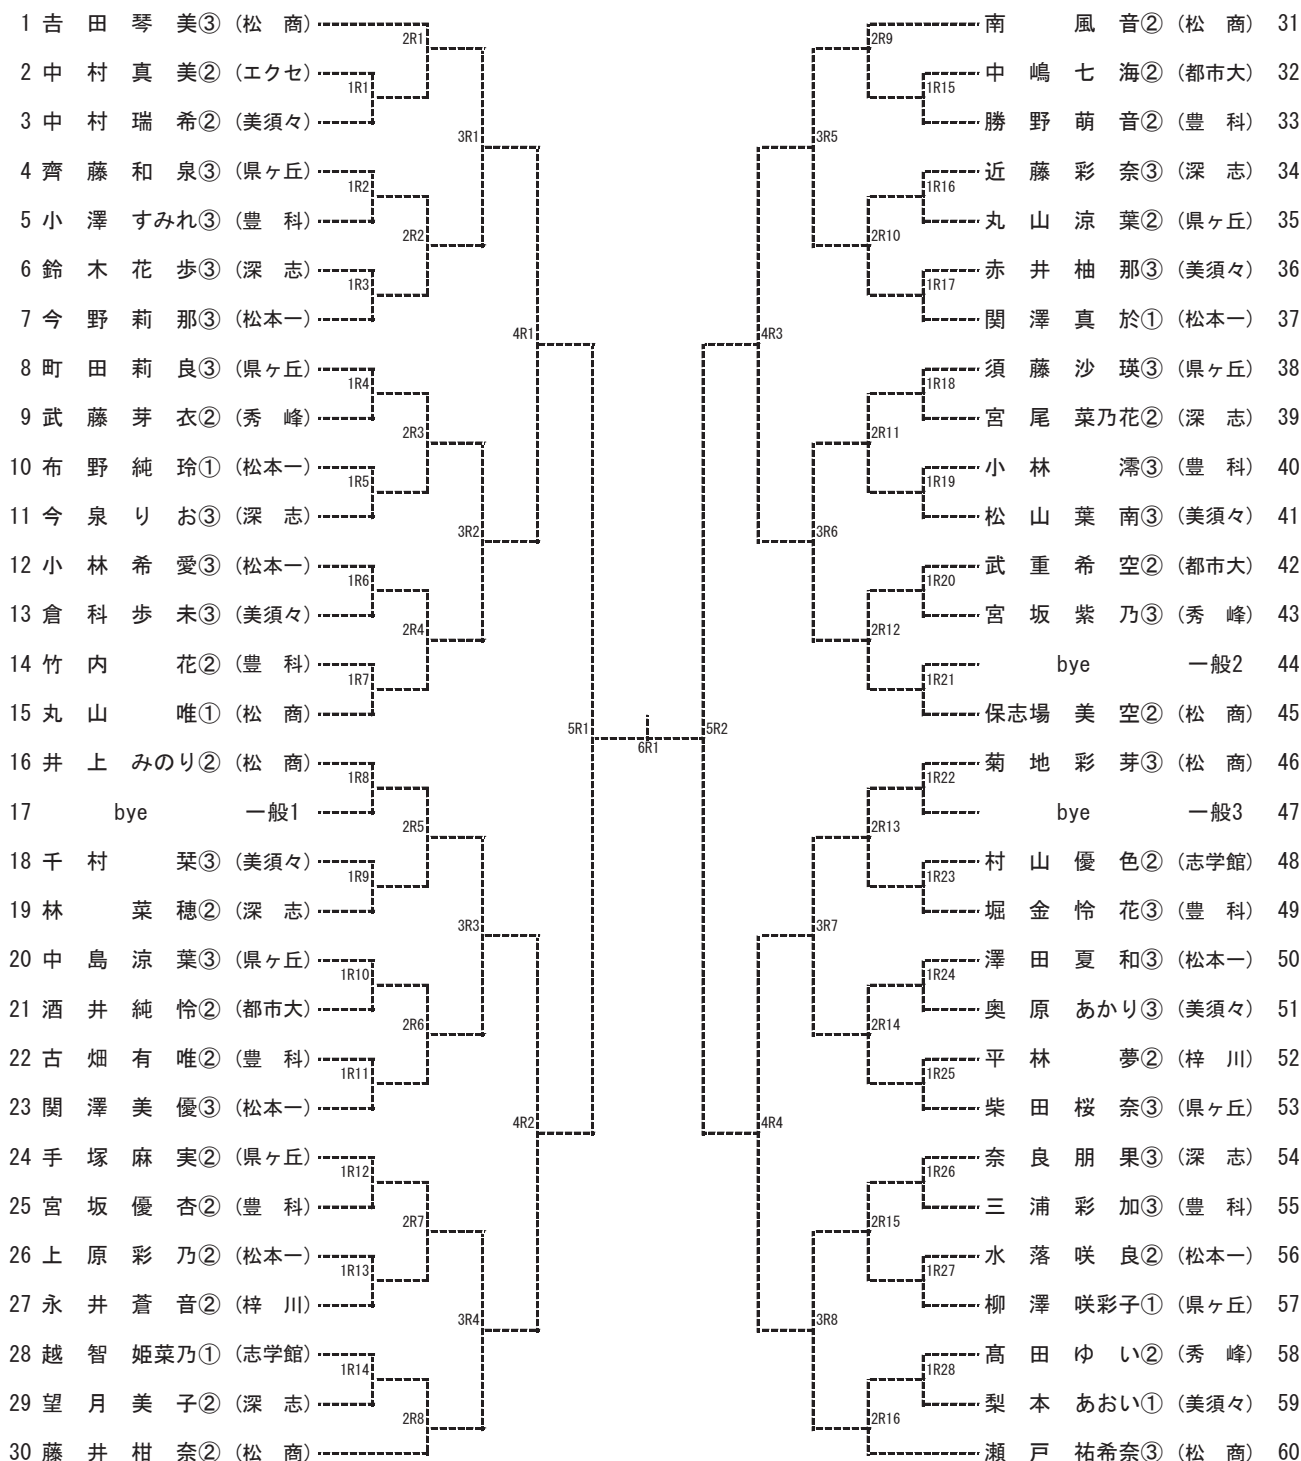 1 𠮷 田 琴 美③ (松 商)
2R1
2 中 村 真 美② (エクセ)
1R1
3 中 村 瑞 希② (美須々)
3R1
4 齊 藤 和 泉③ (県ヶ丘)
1R2
5 小 澤 すみれ③ (豊 科)
2R2
6 鈴 木 花 歩③ (深 志)
1R3
7 今 野 莉 那③ (松本一)
4R1
8 町 田 莉 良③ (県ヶ丘)
1R4
9 武 藤 芽 衣② (秀 峰)
2R3
10 布 野 純 玲① (松本一)
1R5
11 今 泉 り お③ (深 志)
3R2
12 小 林 希 愛③ (松本一)
1R6
13 倉 科 歩 未③ (美須々)
2R4
14 竹 内 花② (豊 科)
1R7
15 丸 山 唯① (松 商)
5R1
16 井 上 みのり② (松 商)
1R8
17 bye 一般1
2R5
18 千 村 栞③ (美須々)
1R9
19 林 菜 穂② (深 志)
3R3
20 中 島 涼 葉③ (県ヶ丘)
1R10
21 酒 井 純 怜② (都市大)
2R6
22 古 畑 有 唯② (豊 科)
1R11
23 関 澤 美 優③ (松本一)
4R2
24 手 塚 麻 実② (県ヶ丘)
1R12
25 宮 坂 優 杏② (豊 科)
2R7
26 上 原 彩 乃② (松本一)
1R13
27 永 井 蒼 音② (梓 川)
3R4
28 越 智 姫菜乃① (志学館)
1R14
29 望 月 美 子② (深 志)
2R8
30 藤 井 柑 奈② (松 商)
6R1
南 風 音② (松 商) 31
2R9
中 嶋 七 海② (都市大) 32
1R15
勝 野 萌 音② (豊 科) 33
3R5
近 藤 彩 奈③ (深 志) 34
1R16
丸 山 涼 葉② (県ヶ丘) 35
2R10
赤 井 柚 那③ (美須々) 36
1R17
関 澤 真 於① (松本一) 37
4R3
須 藤 沙 瑛③ (県ヶ丘) 38
1R18
宮 尾 菜乃花② (深 志) 39
2R11
小 林 澪③ (豊 科) 40
1R19
松 山 葉 南③ (美須々) 41
3R6
武 重 希 空② (都市大) 42
1R20
宮 坂 紫 乃③ (秀 峰) 43
2R12
bye 一般2 44
1R21
保志場 美 空② (松 商) 45
5R2
菊 地 彩 芽③ (松 商) 46
1R22
bye 一般3 47
2R13
村 山 優 色② (志学館) 48
1R23
堀 金 怜 花③ (豊 科) 49
3R7
澤 田 夏 和③ (松本一) 50
1R24
奥 原 あかり③ (美須々) 51
2R14
平 林 夢② (梓 川) 52
1R25
柴 田 桜 奈③ (県ヶ丘) 53
4R4
奈 良 朋 果③ (深 志) 54
1R26
三 浦 彩 加③ (豊 科) 55
2R15
水 落 咲 良② (松本一) 56
1R27
柳 澤 咲彩子① (県ヶ丘) 57
3R8
髙 田 ゆ い② (秀 峰) 58
1R28
梨 本 あおい① (美須々) 59
2R16
瀬 戸 祐希奈③ (松 商) 60